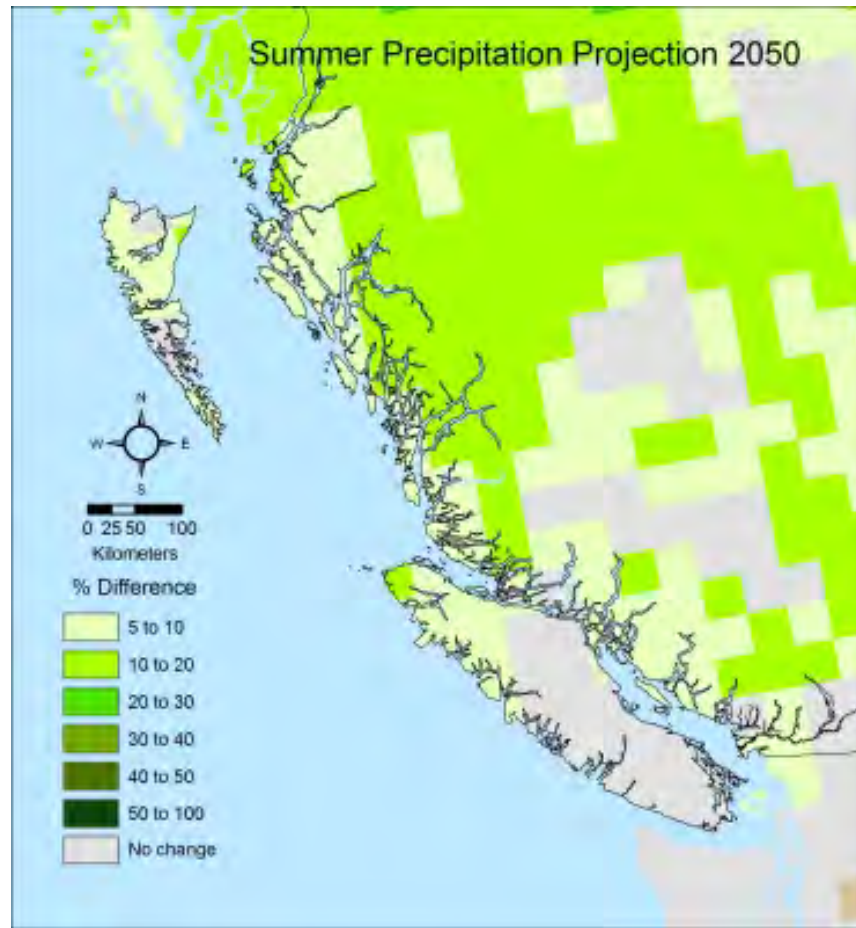 Summer Precipitation Projection 2050
N
W E
S
0 25 50 100
Kilometers
% Difference
5 to 10
10 to 20
20 to 30
30 to 40
40 to 50
50 to 100
No change